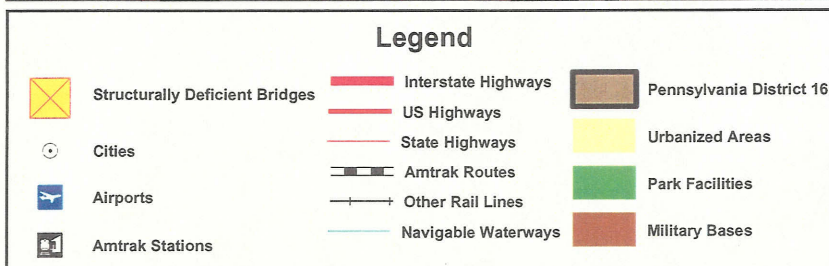 Legend
Structurally Deficient Bridges
Cities
Airports
Amtrak Stations
Interstate Highways
US Highways
State Highways
Amtrak Routes
Other Rail Lines
Navigable Waterways
Pennsylvania District 16
Urbanized Areas
Park Facilities
Military Bases